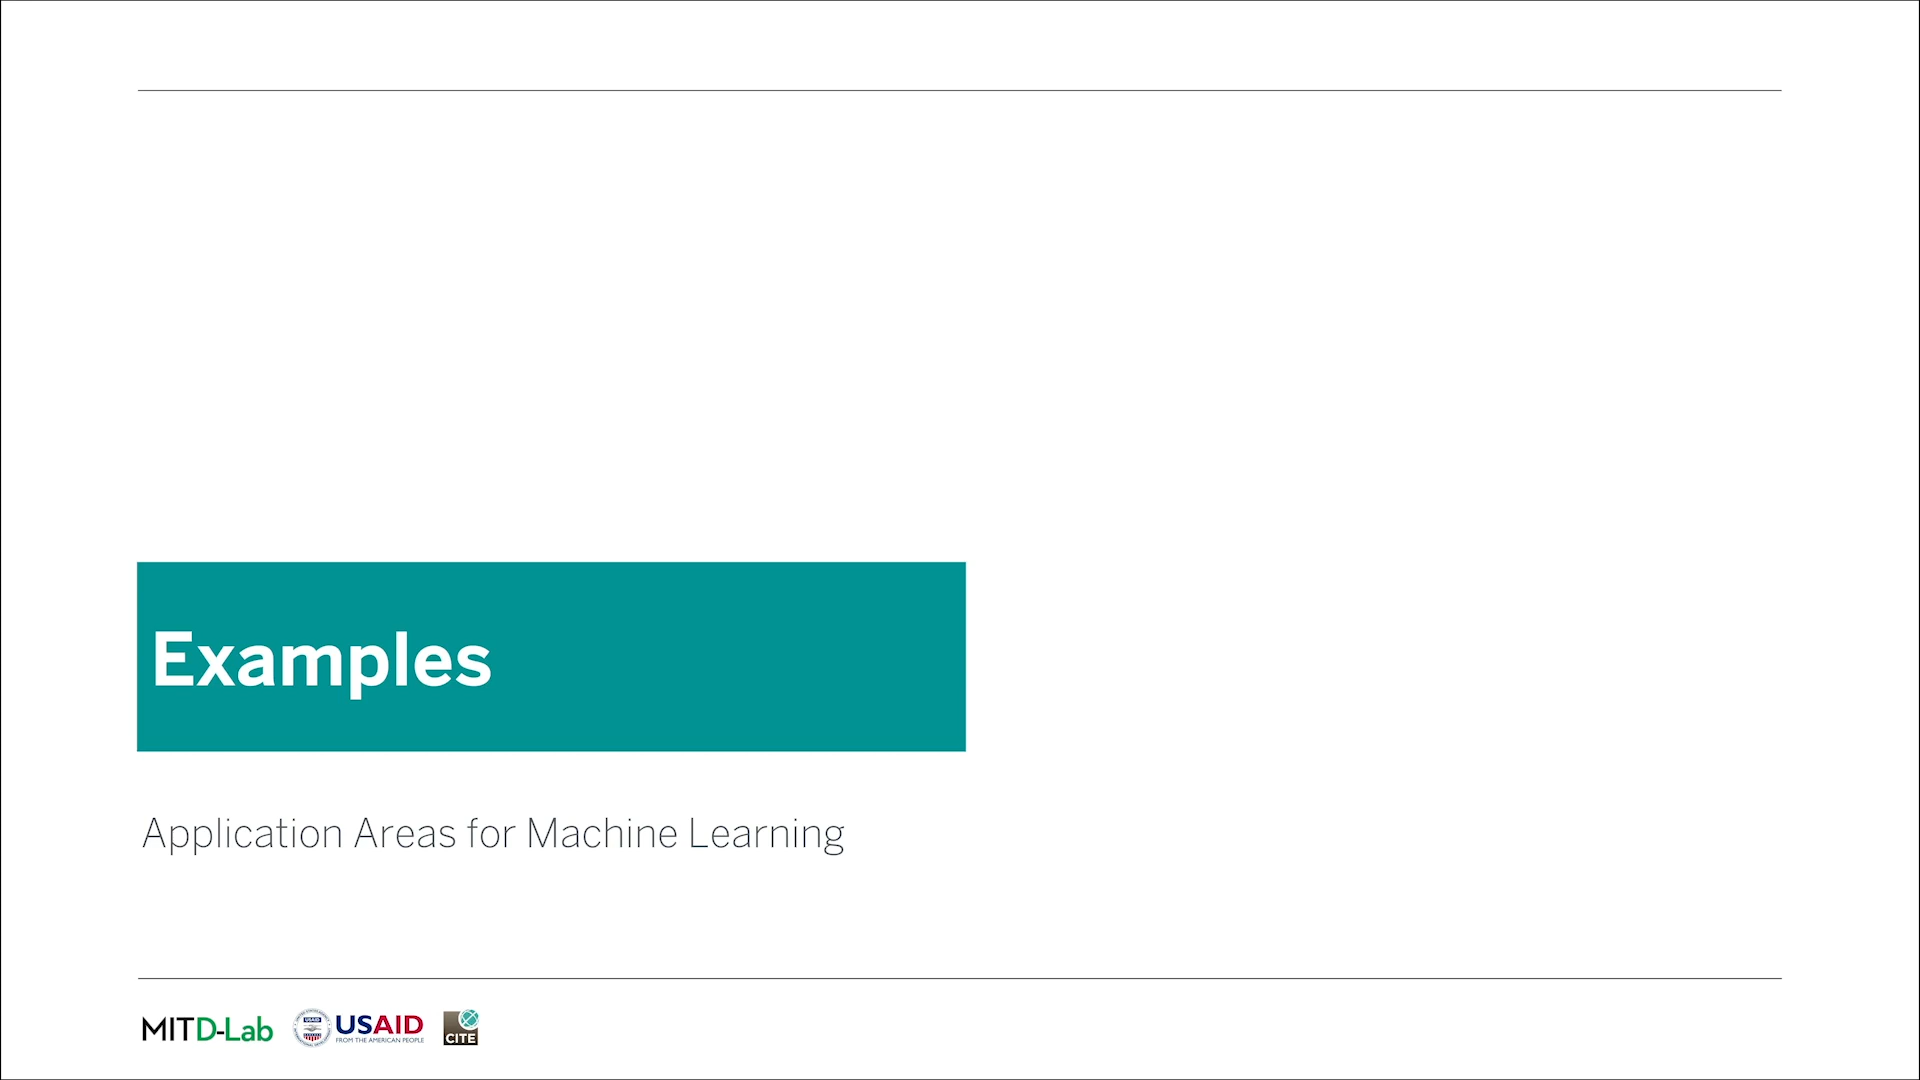 Examples
Application Areas for Machine Learning
MITD-Lab
USAID
FROM THE AMERICAN PEOPLE
CITE